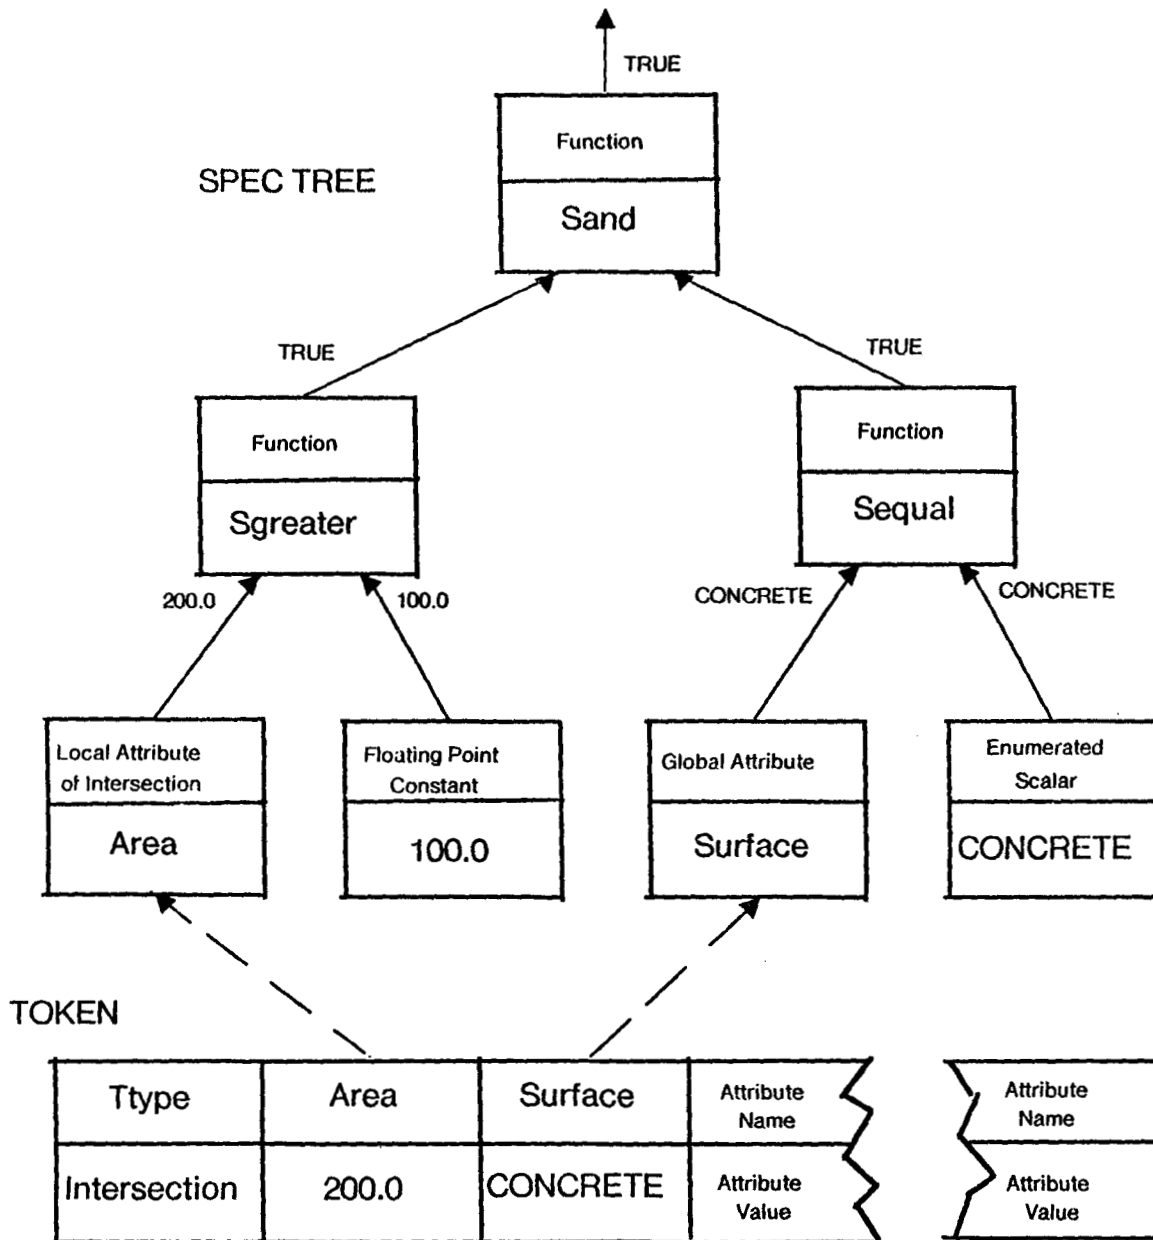 TRUE
Function
SPEC TREE
Sand
TRUE
TRUE
Function
Function
Sgreater
Sequal
200.0
100.0
CONCRETE
CONCRETE
Local Attribute
of Intersection
Floating Point
Constant
Global Attribute
Enumerated
Scalar
Area
100.0
Surface
CONCRETE
TOKEN
Ttype
Area
Surface
Attribute
Name
Attribute
Name
Intersection
200.0
CONCRETE
Attribute
Value
Attribute
Value